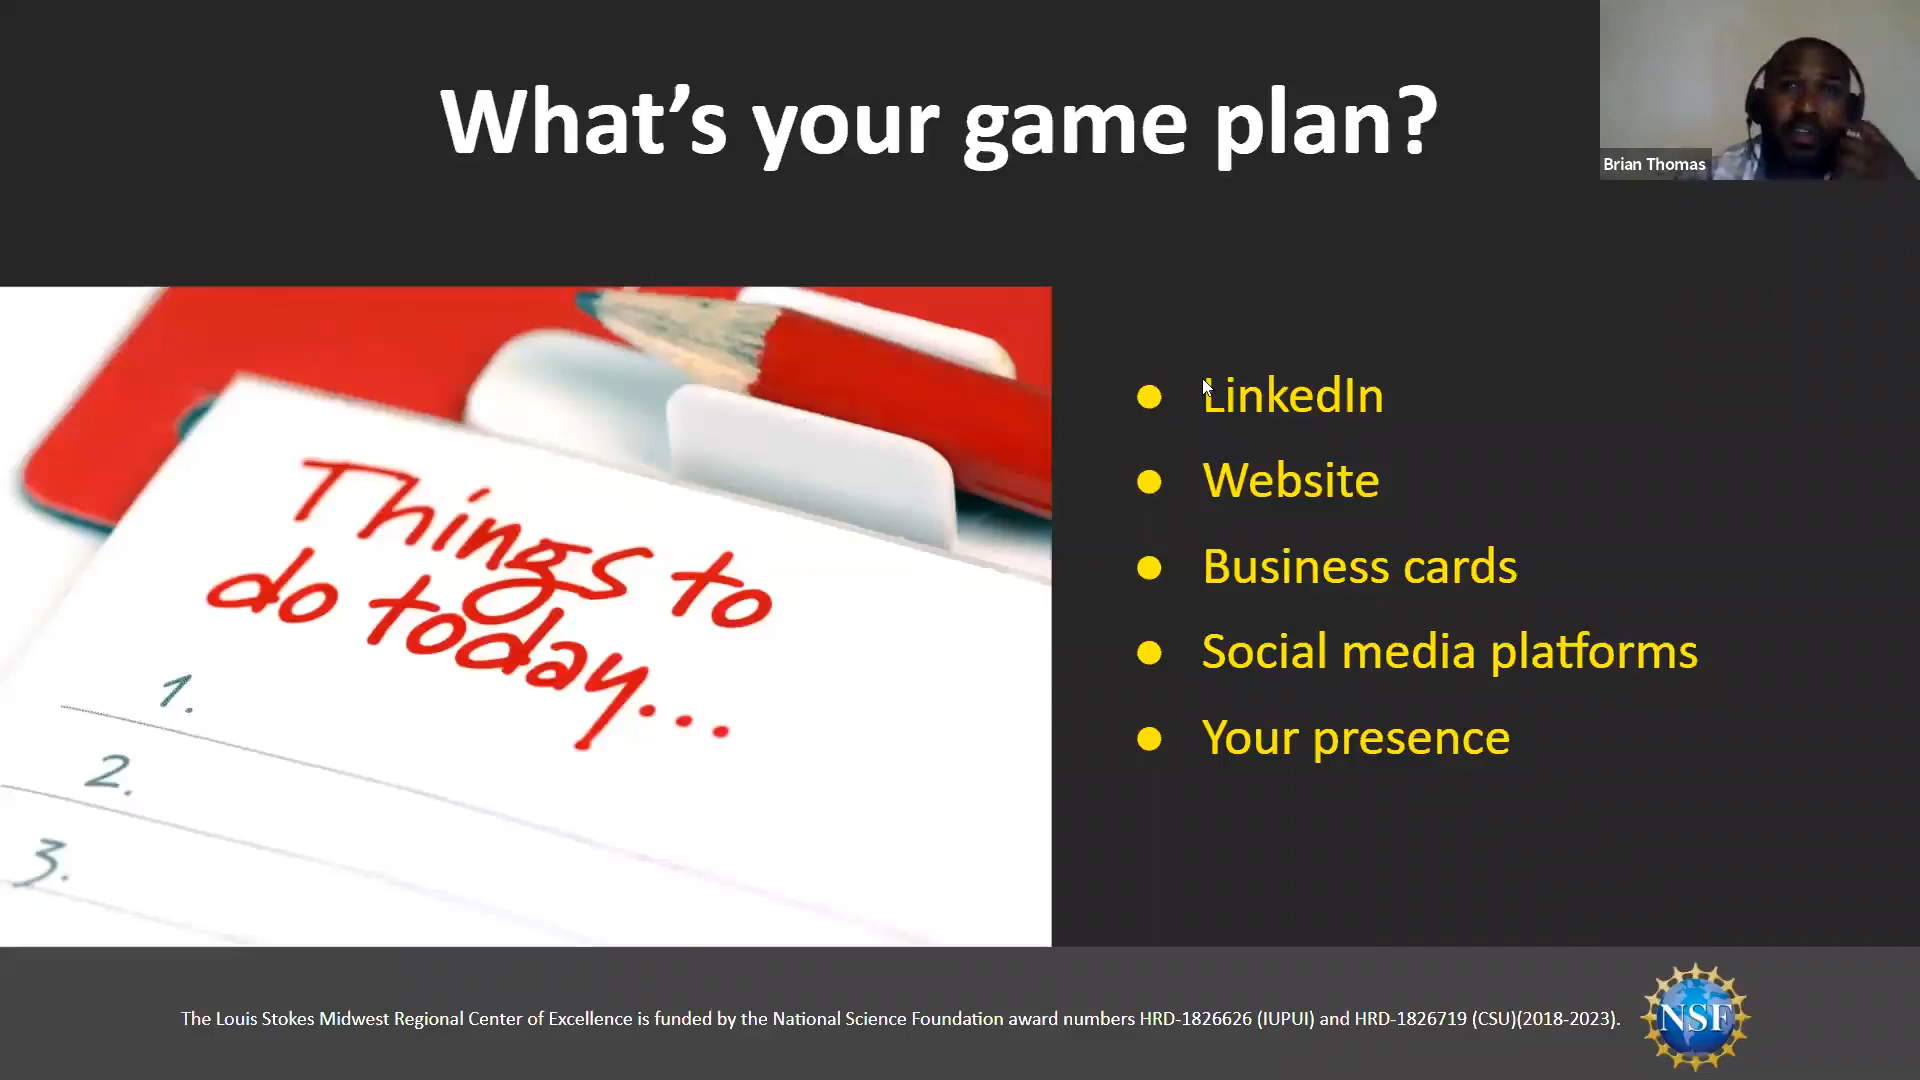 What's your game plan?
Brian Thomas
Things to
do today...
1.
2.
3.
● LinkedIn
● Website
● Business cards
● Social media platforms
● Your presence
The Louis Stokes Midwest Regional Center of Excellence is funded by the National Science Foundation award numbers HRD-1826626 (IUPUI) and HRD-1826719 (CSU)(2018-2023).
NSF